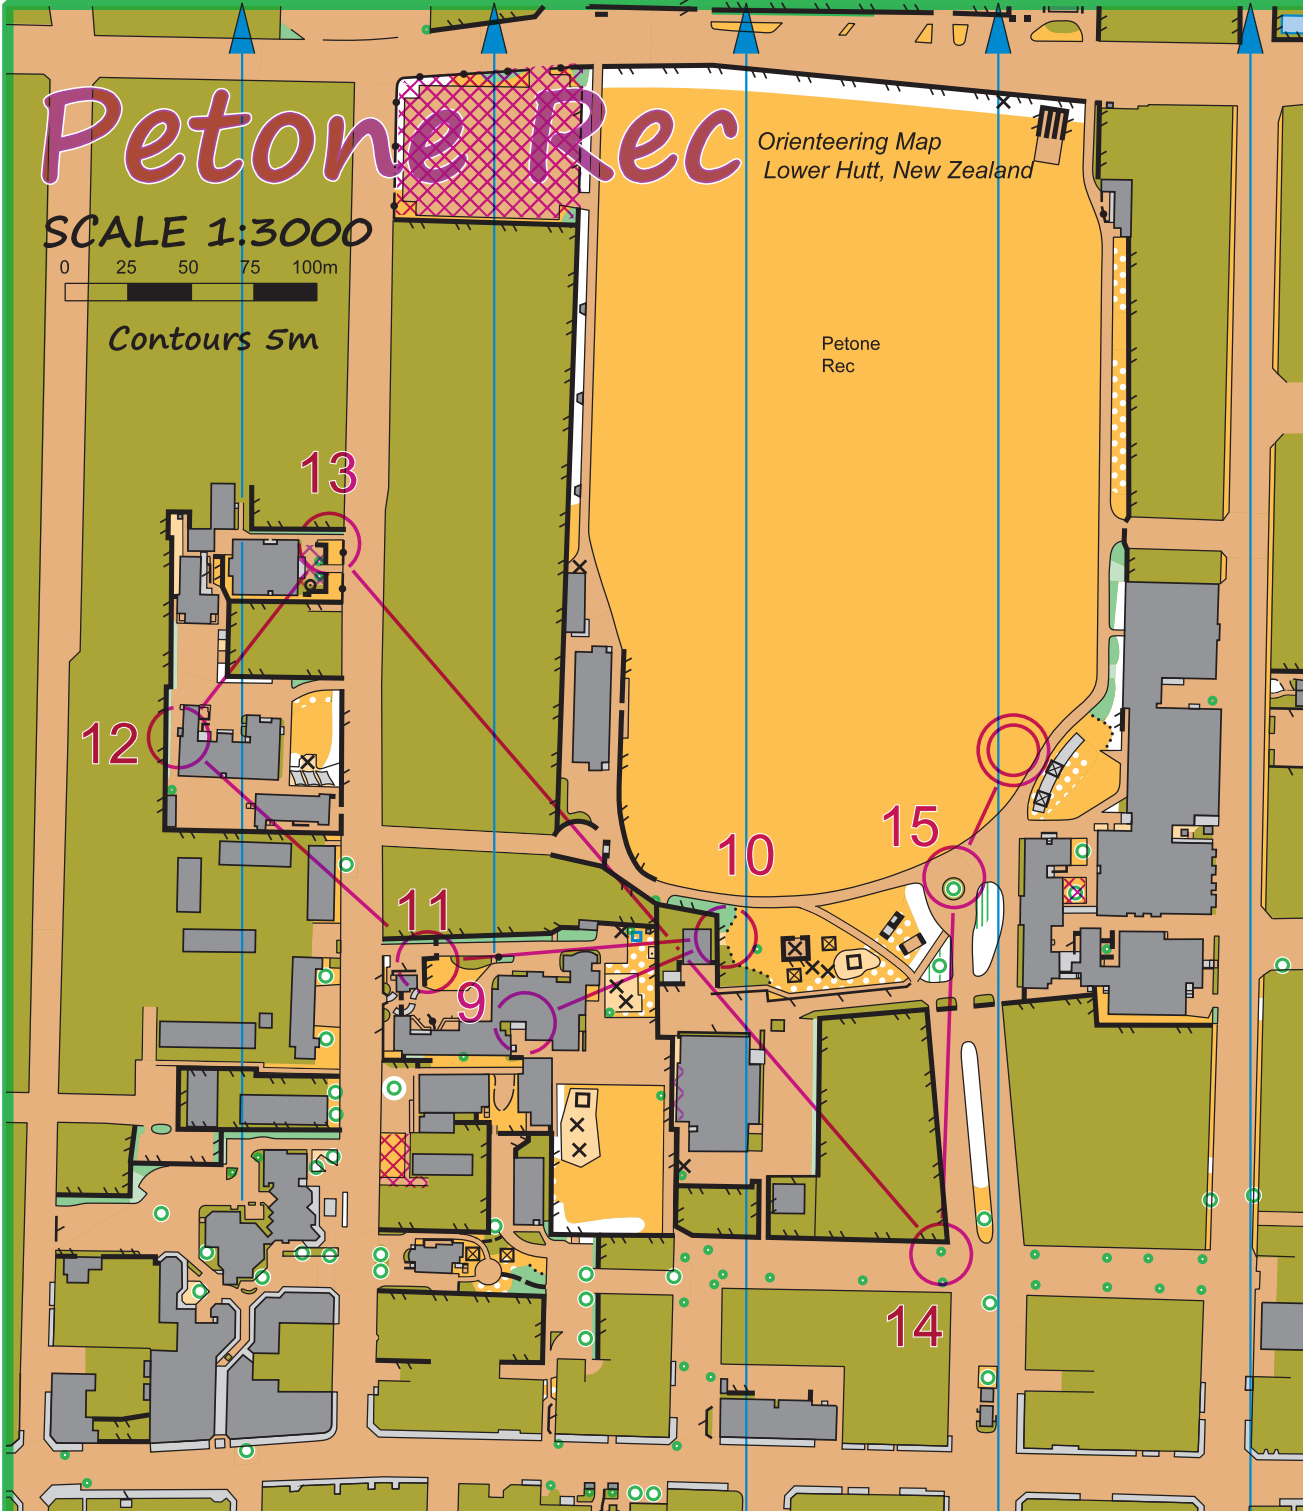 Petone Rec
Orienteering Map
Lower Hutt, New Zealand
SCALE 1:3000
0 25 50 75 100m
Contours 5m
Petone
Rec
13
12
15
10
11
9
14